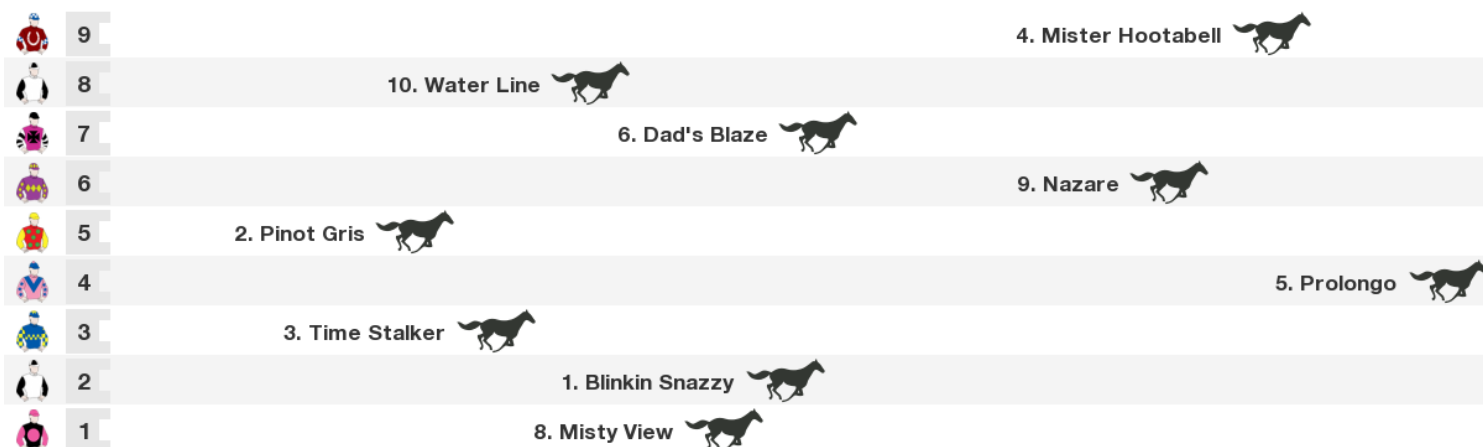 9 4. Mister Hootabell
8 10. Water Line
7 6. Dad's Blaze
6 9. Nazare
5 2. Pinot Gris
4 5. Prolongo
3 3. Time Stalker
2 1. Blinkin Snazzy
1 8. Misty View